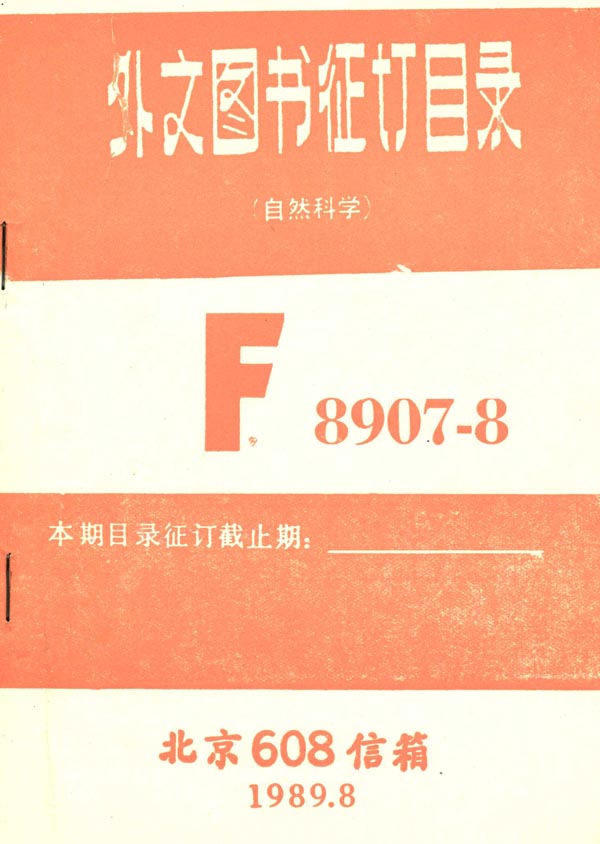 外文图书征订目录
(自然科学)
F 8907-8
本期目录征订截止期:
北京608信箱
1989.8